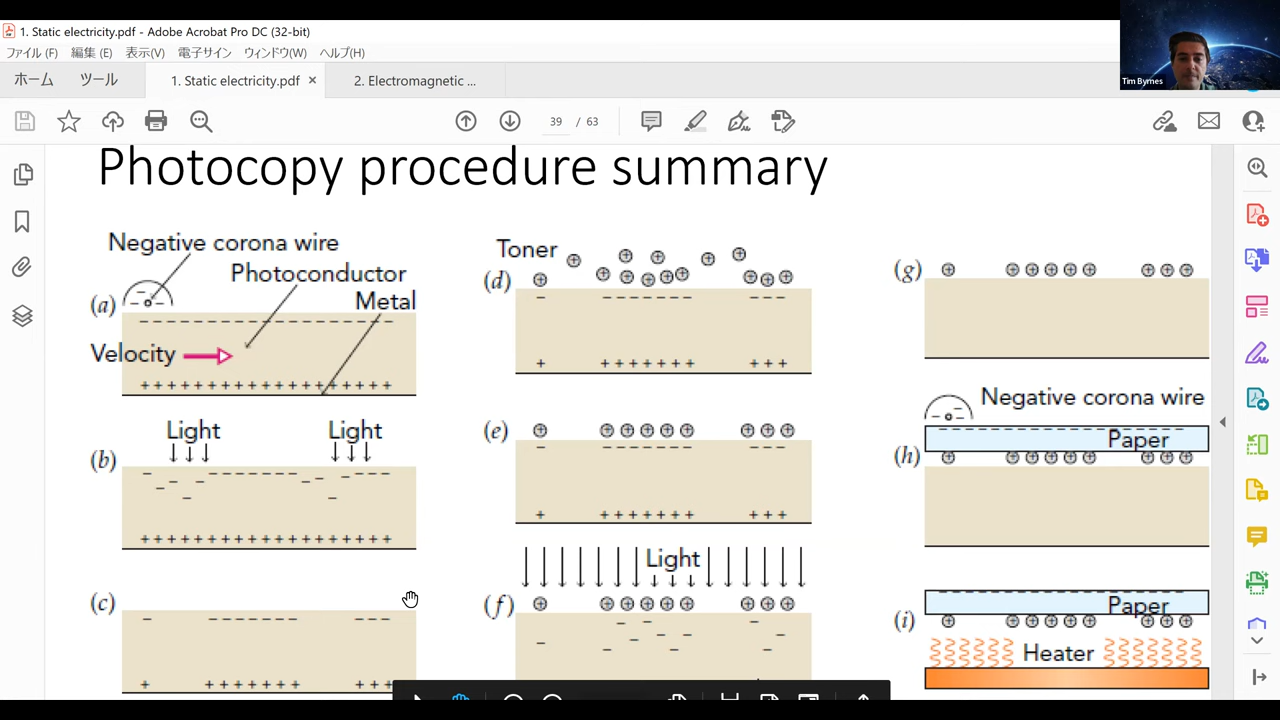 1. Static electricity.pdf - Adobe Acrobat Pro DC (32-bit)
ファイル (F) 編集 (E) 表示(V) 電子サイン ウィンドウ(W) ヘルプ(H)
Tim Byrnes
ホーム ツール 1. Static electricity.pdf × 2. Electromagnetic ...
39 / 63
Photocopy procedure summary
Negative corona wire
Photoconductor
Metal
(a)
Velocity
Light Light
(b)
(c)
Toner
(d)
(e)
Light
(f)
(g)
Negative corona wire
Paper
(h)
Paper
(i)
Heater